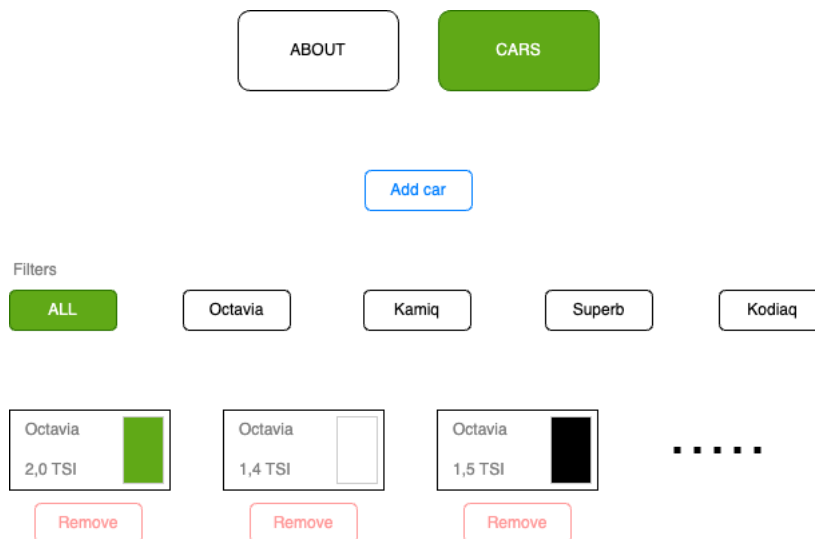 ABOUT CARS
Add car
Filters
ALL Octavia Kamiq Superb Kodiaq
Octavia Octavia Octavia
2,0 TSI 1,4 TSI 1,5 TSI
.....
Remove Remove Remove